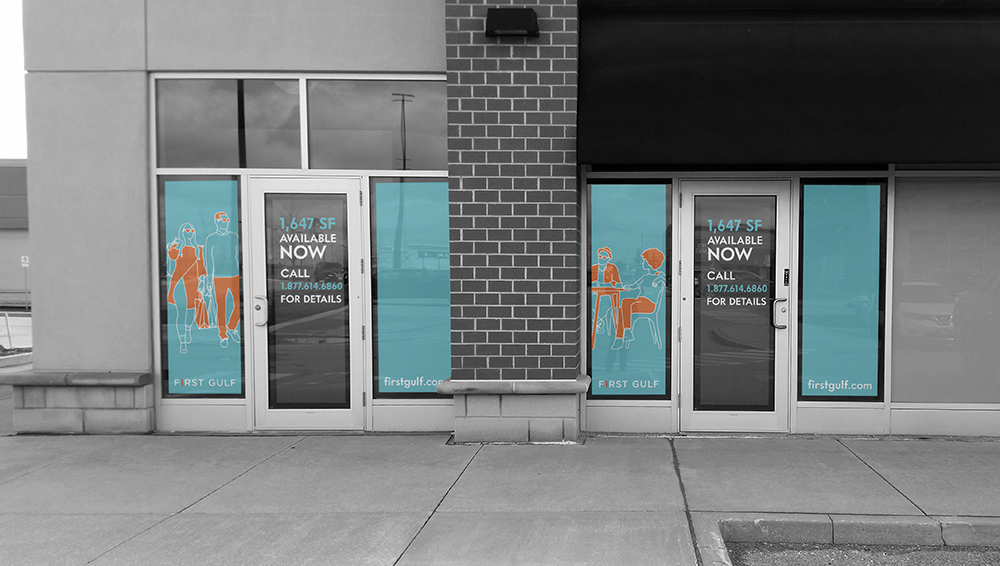 1,647 SF
AVAILABLE
NOW
CALL
1.877.614.6860
FOR DETAILS
FIRST GULF
firstgulf.co
1,647 SF
AVAILABLE
NOW
CALL
1.877.614.6860
FOR DETAILS
FIRST GULF
firstgulf.com